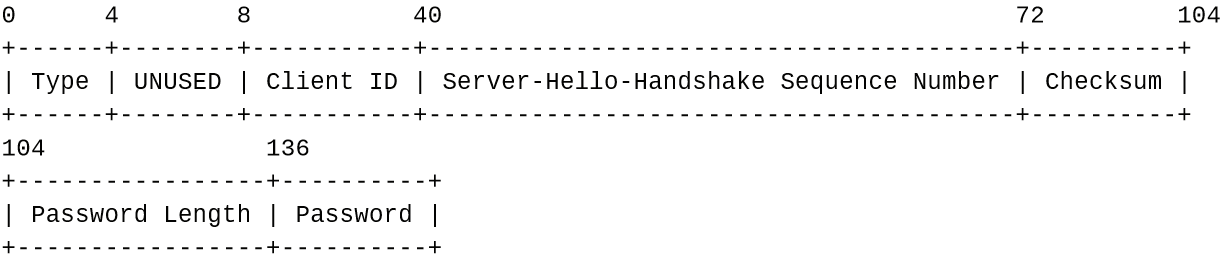 0      4        8           40                                       72         104
+------+--------+-----------+----------------------------------------+----------+
| Type | UNUSED | Client ID | Server-Hello-Handshake Sequence Number | Checksum |
+------+--------+-----------+----------------------------------------+----------+
104               136
+-----------------+----------+
| Password Length | Password |
+-----------------+----------+